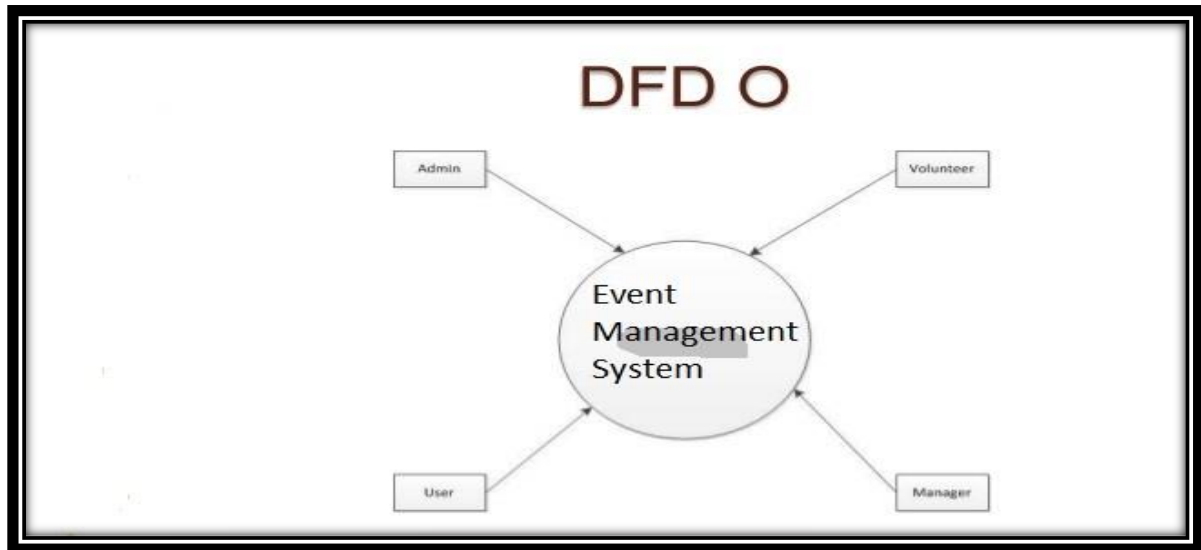 DFD O
Admin
Volunteer
Event
Management
System
User
Manager